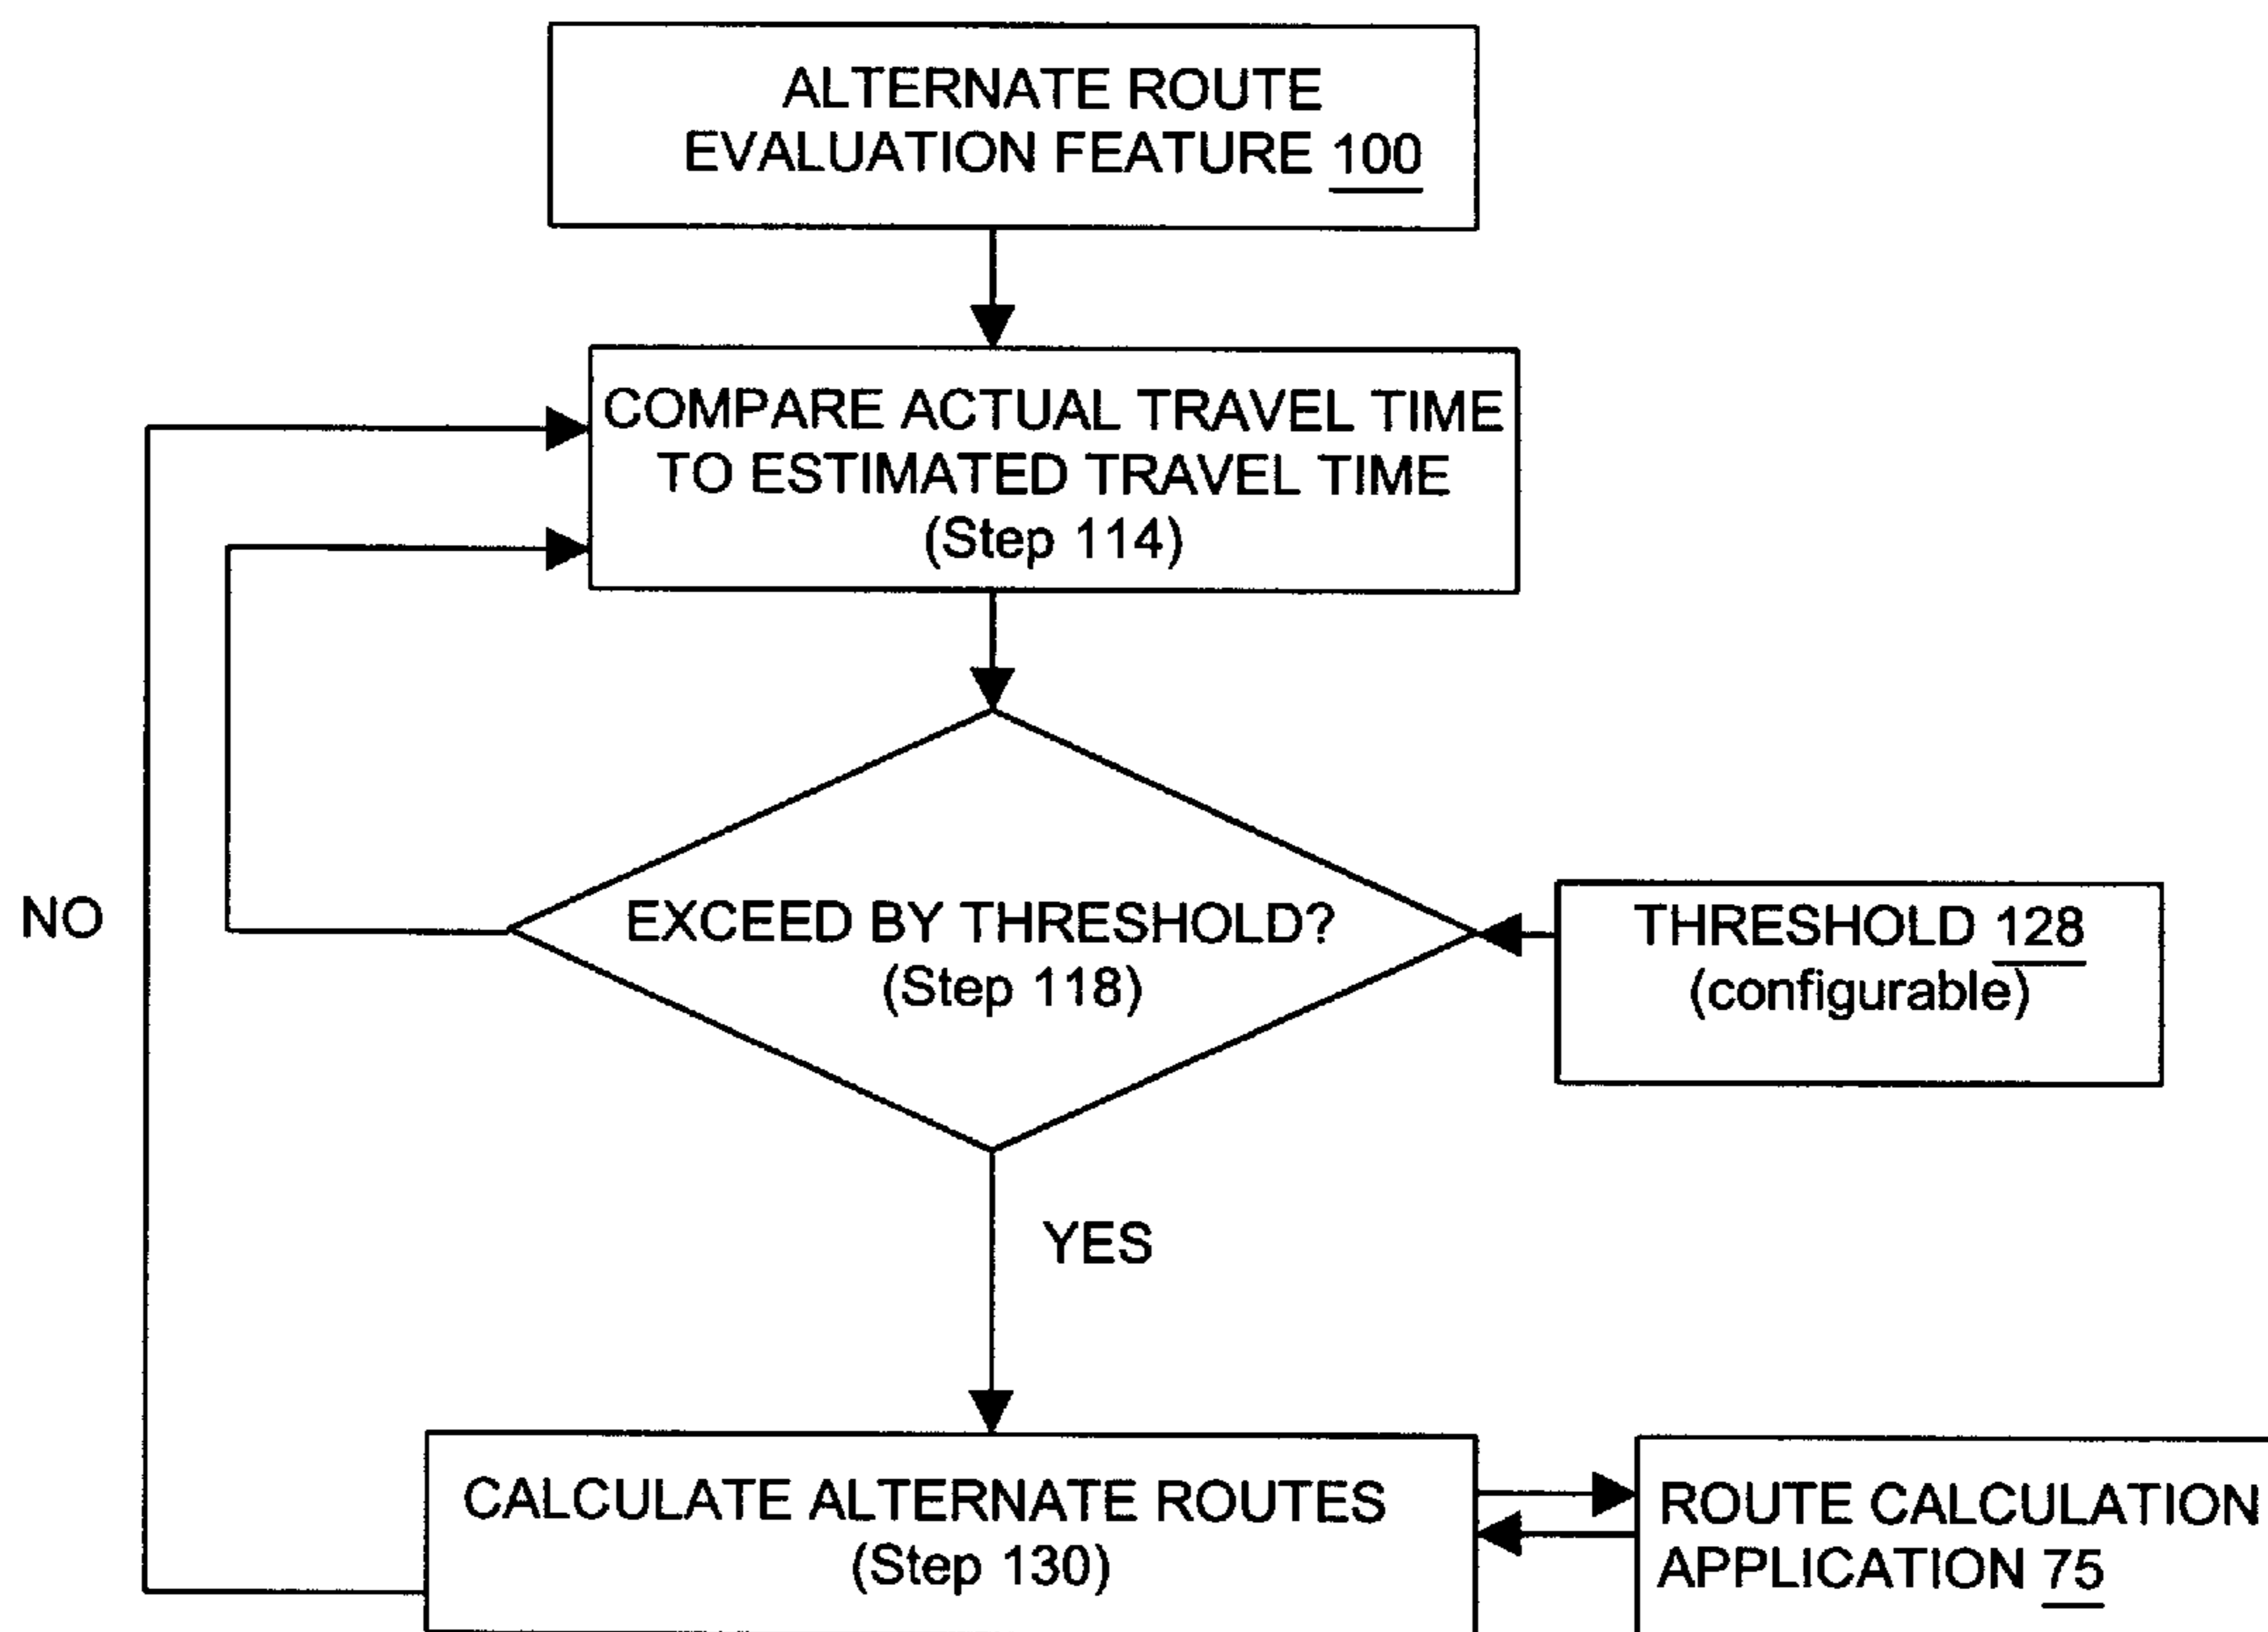 ALTERNATE ROUTE
EVALUATION FEATURE 100
COMPARE ACTUAL TRAVEL TIME
TO ESTIMATED TRAVEL TIME
(Step 114)
NO
EXCEED BY THRESHOLD?
(Step 118)
THRESHOLD 128
(configurable)
YES
CALCULATE ALTERNATE ROUTES
(Step 130)
ROUTE CALCULATION
APPLICATION 75